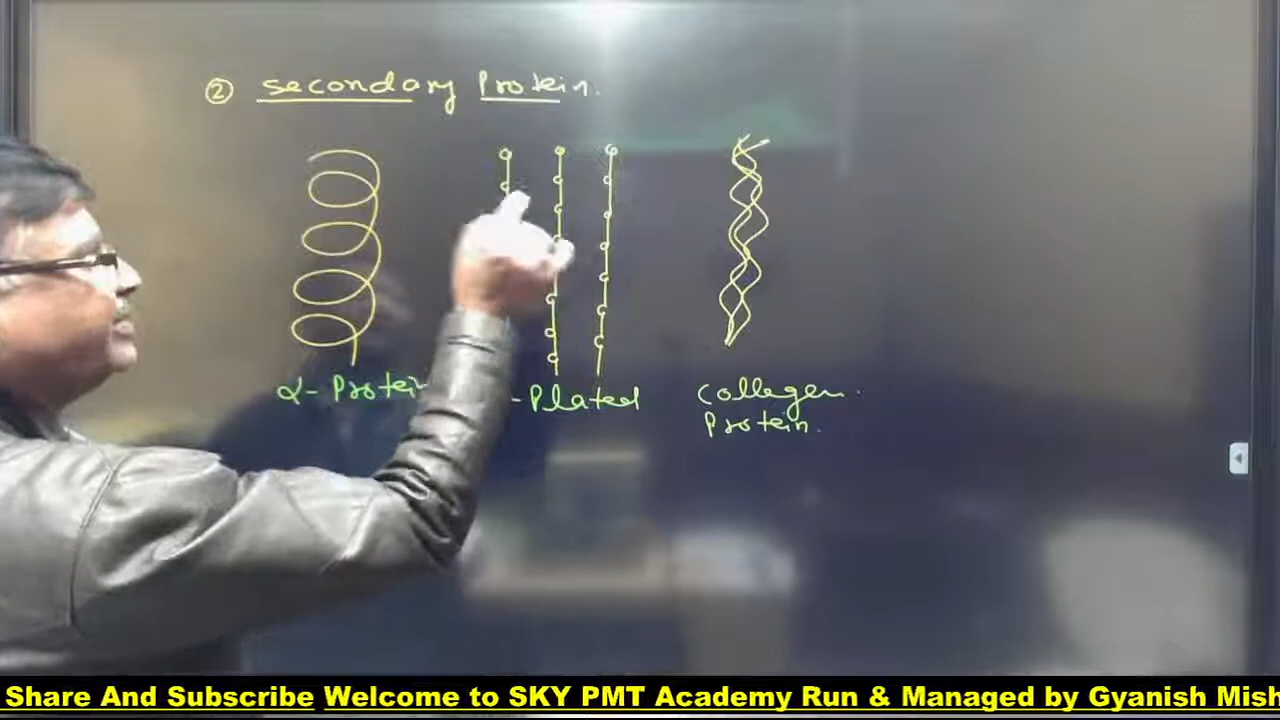 ② secondary Protein.
α-Protein
-Plated
Collagen
Protein.
Share And Subscribe Welcome to SKY PMT Academy Run & Managed by Gyanish Mish